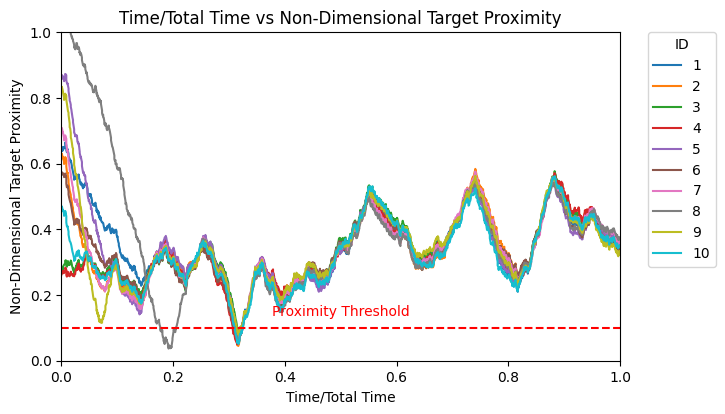 Time/Total Time vs Non-Dimensional Target Proximity
Non-Dimensional Target Proximity
1.0
0.8
0.6
0.4
0.2
0.0
Proximity Threshold
0.0 0.2 0.4 0.6 0.8 1.0
Time/Total Time
ID
1
2
3
4
5
6
7
8
9
10